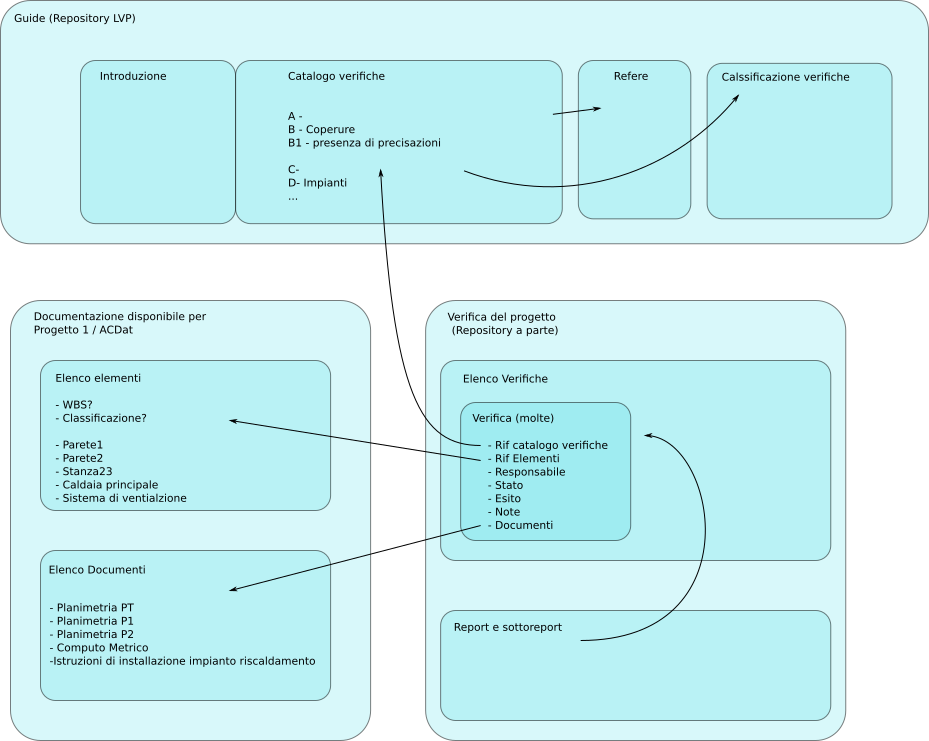 Guide (Repository LVP)
Introduzione
Catalogo verifiche
A -
B - Coperure
B1 - presenza di precisazioni
C-
D- Impianti
...
Refere
Calssificazione verifiche
Documentazione disponibile per
Progetto 1 / ACDat
Elenco elementi
- WBS?
- Classificazione?
- Parete1
- Parete2
- Stanza23
- Caldaia principale
- Sistema di ventialzione
Elenco Documenti
- Planimetria PT
- Planimetria P1
- Planimetria P2
- Computo Metrico
-Istruzioni di installazione impianto riscaldamento
Verifica del progetto
(Repository a parte)
Elenco Verifiche
Verifica (molte)
- Rif catalogo verifiche
- Rif Elementi
- Responsabile
- Stato
- Esito
- Note
- Documenti
Report e sottoreport